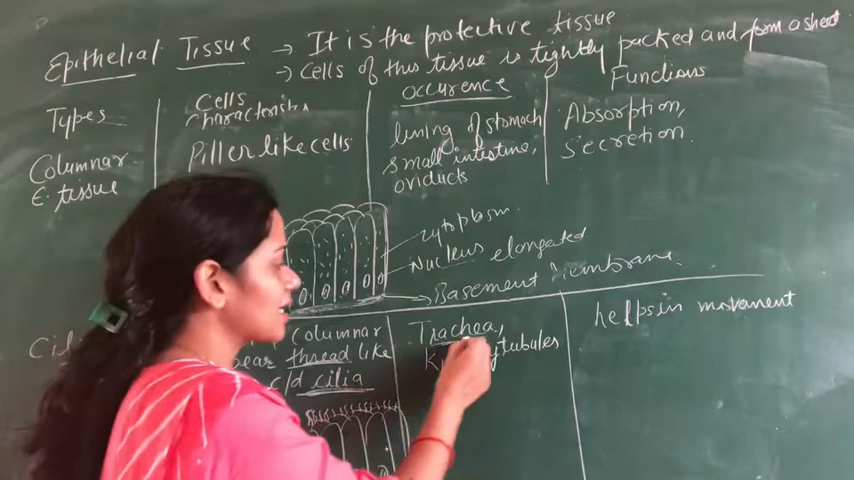 Epithelial Tissue → It is the protective tissue
→ Cells of this tissue is tightly packed and form a sheet
Types
Cells
characteristics
occurence
Functions
Columnar
E. tissue
Piller like cells
lining of stomach
small intestine,
oviducts
Absorption,
Secretion.
cytoplasm.
Nucleus elongated
Basement Membrane.
Columnar
bear thread like
c/d cilia
Trachea,
tubules
helps in movement